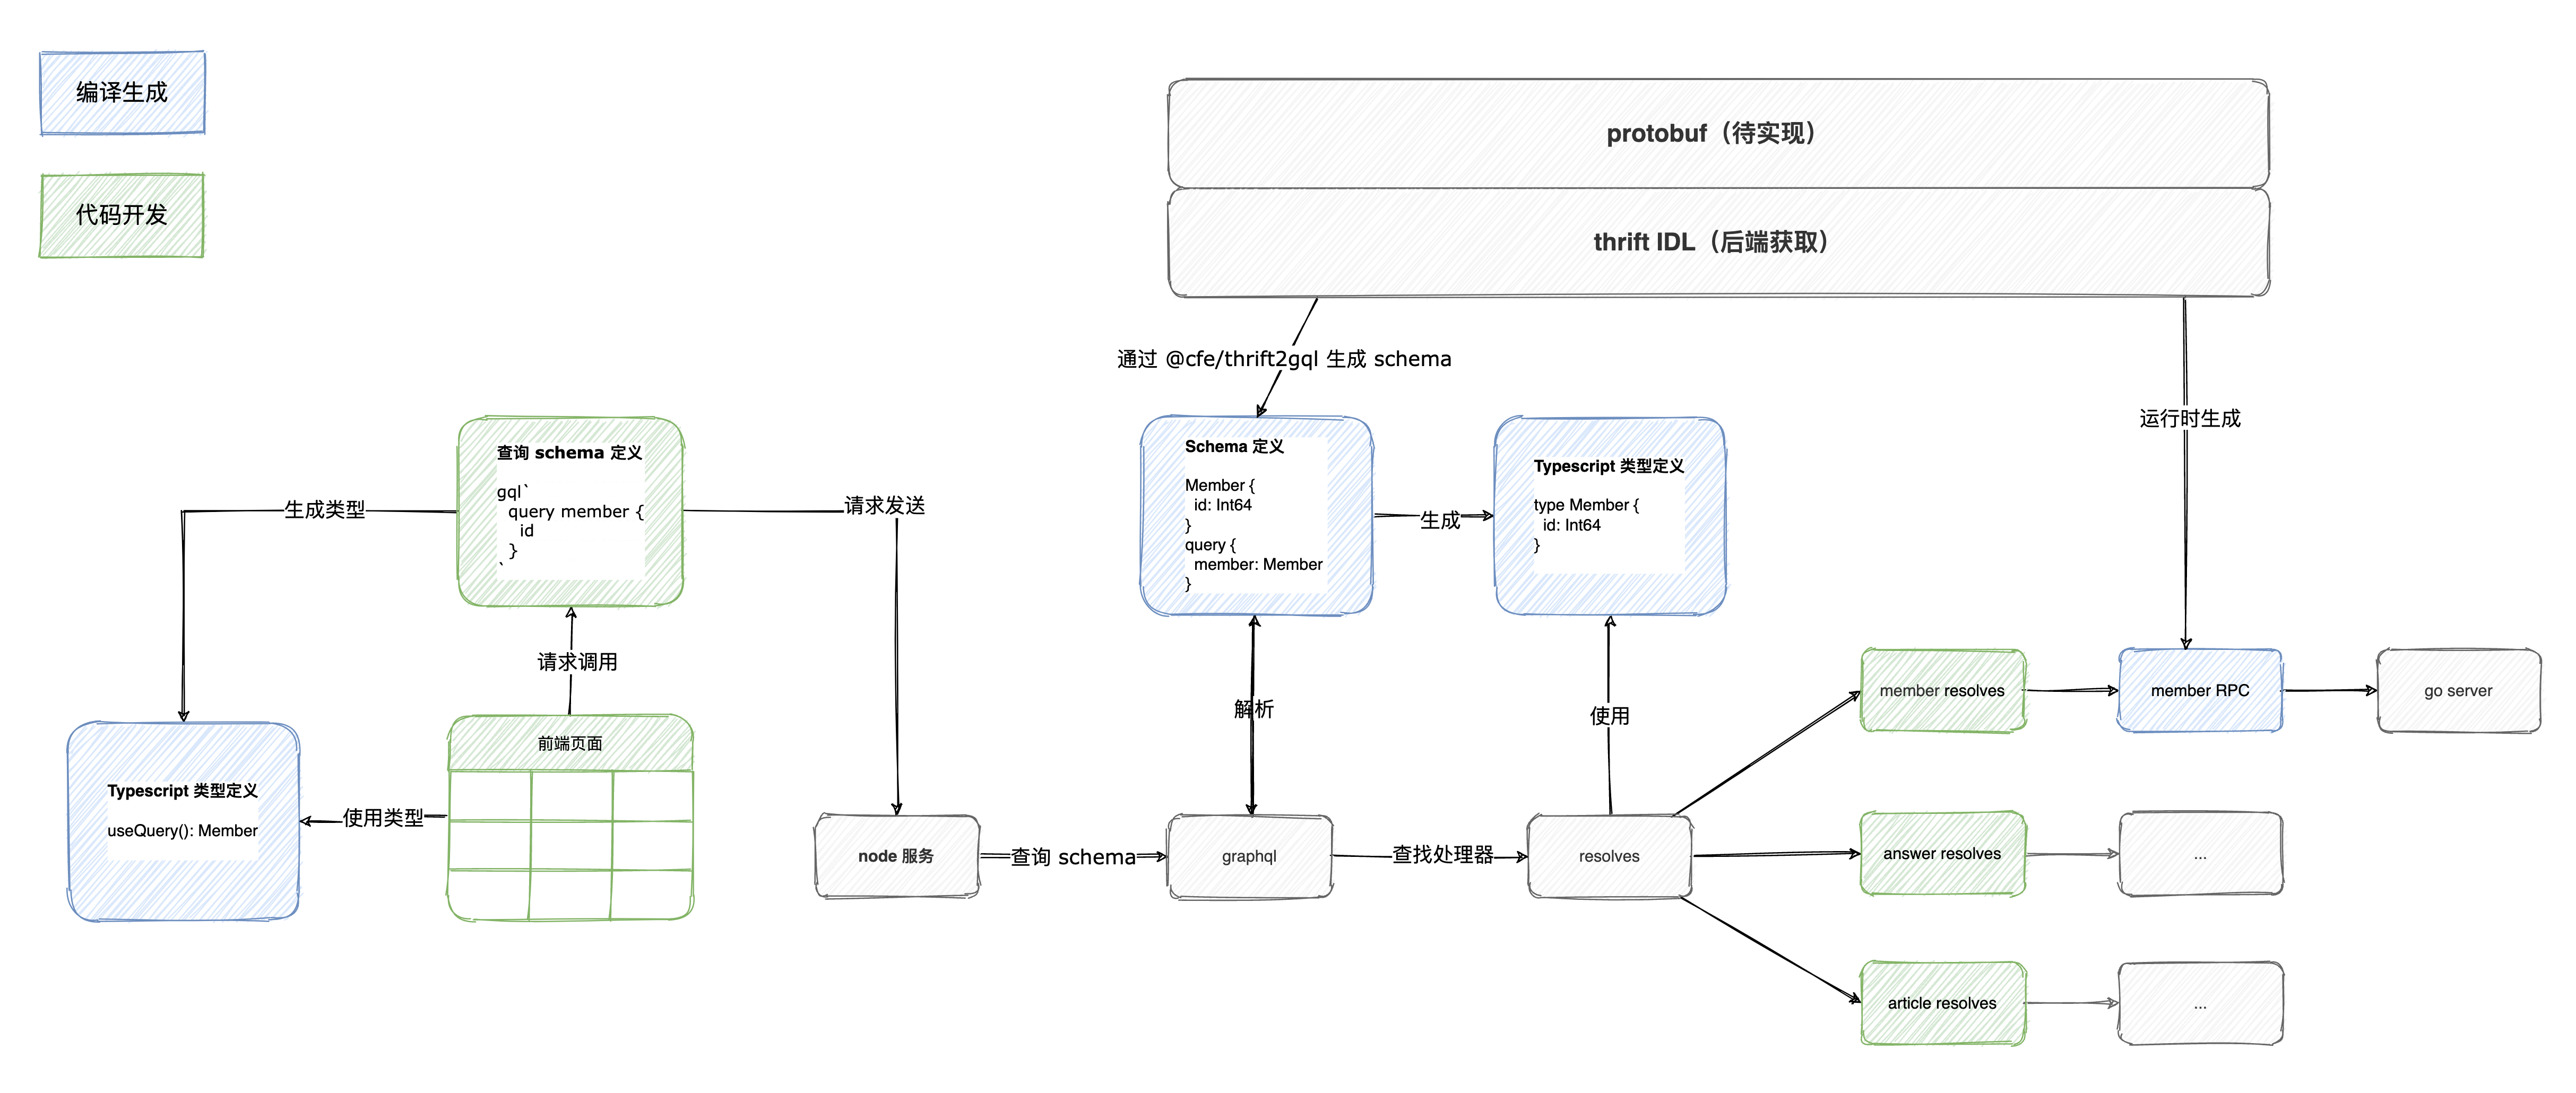 编译生成
代码开发
protobuf（待实现）
thrift IDL（后端获取）
通过 @cfe/thrift2gql 生成 schema
运行时生成
查询 schema 定义
gql`
query member {
id
}
`
生成类型
请求发送
请求调用
Schema 定义
Member {
id: Int64
}
query {
member: Member
}
生成
Typescript 类型定义
type Member {
id: Int64
}
解析
使用
Typescript 类型定义
useQuery(): Member
使用类型
前端页面
node 服务
查询 schema
graphql
查找处理器
resolves
member resolves
member RPC
go server
answer resolves
...
article resolves
...